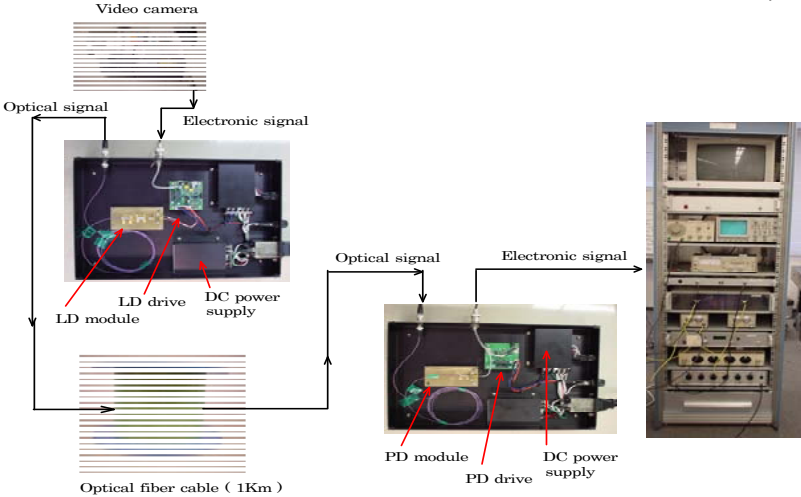 Video camera
Optical signal
Electronic signal
LD module
LD drive
DC power
supply
Optical signal
Electronic signal
PD module
PD drive
DC power
supply
Optical fiber cable ( 1Km )